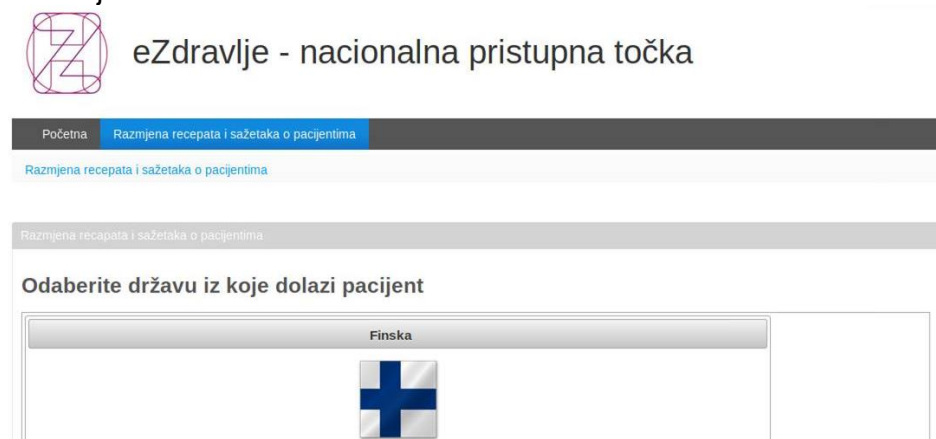 eZdravlje - nacionalna pristupna točka
Početna Razmjena recepata i sažetaka o pacijentima
Razmjena recepata i sažetaka o pacijentima
Razmjena recapata i sažetaka o pacijentima
Odaberite državu iz koje dolazi pacijent
Finska